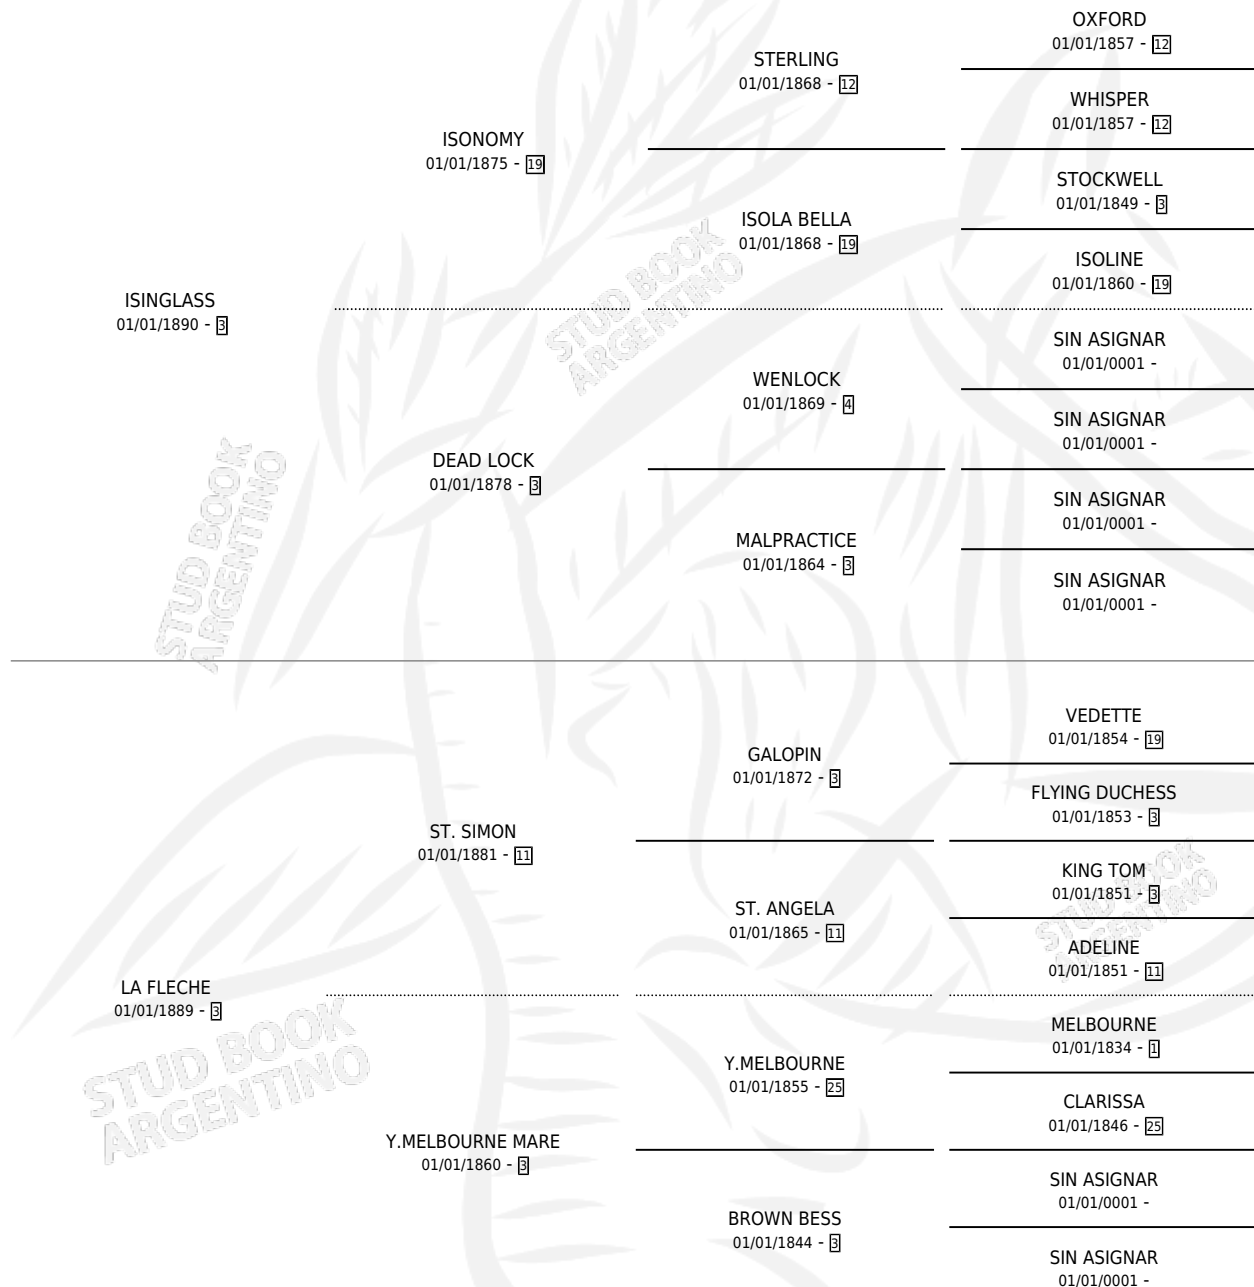 OXFORD
01/01/1857 - 12
STERLING
01/01/1868 - 12
WHISPER
01/01/1857 - 12
ISONOMY
01/01/1875 - 19
STOCKWELL
01/01/1849 - 3
ISOLA BELLA
01/01/1868 - 19
ISOLINE
01/01/1860 - 19
ISINGLASS
01/01/1890 - 3
SIN ASIGNAR
01/01/0001 -
WENLOCK
01/01/1869 - 4
SIN ASIGNAR
01/01/0001 -
DEAD LOCK
01/01/1878 - 3
SIN ASIGNAR
01/01/0001 -
MALPRACTICE
01/01/1864 - 3
SIN ASIGNAR
01/01/0001 -
VEDETTE
01/01/1854 - 19
GALOPIN
01/01/1872 - 3
FLYING DUCHESS
01/01/1853 - 3
ST. SIMON
01/01/1881 - 11
KING TOM
01/01/1851 - 3
ST. ANGELA
01/01/1865 - 11
ADELINE
01/01/1851 - 11
LA FLECHE
01/01/1889 - 3
MELBOURNE
01/01/1834 - 1
Y.MELBOURNE
01/01/1855 - 25
CLARISSA
01/01/1846 - 25
Y.MELBOURNE MARE
01/01/1860 - 3
SIN ASIGNAR
01/01/0001 -
BROWN BESS
01/01/1844 - 3
SIN ASIGNAR
01/01/0001 -
STUD BOOK
ARGENTINO
STUD BOOK
ARGENTINO
STUD BOOK
ARGENTINO
STUD BOOK
ARGENTINO